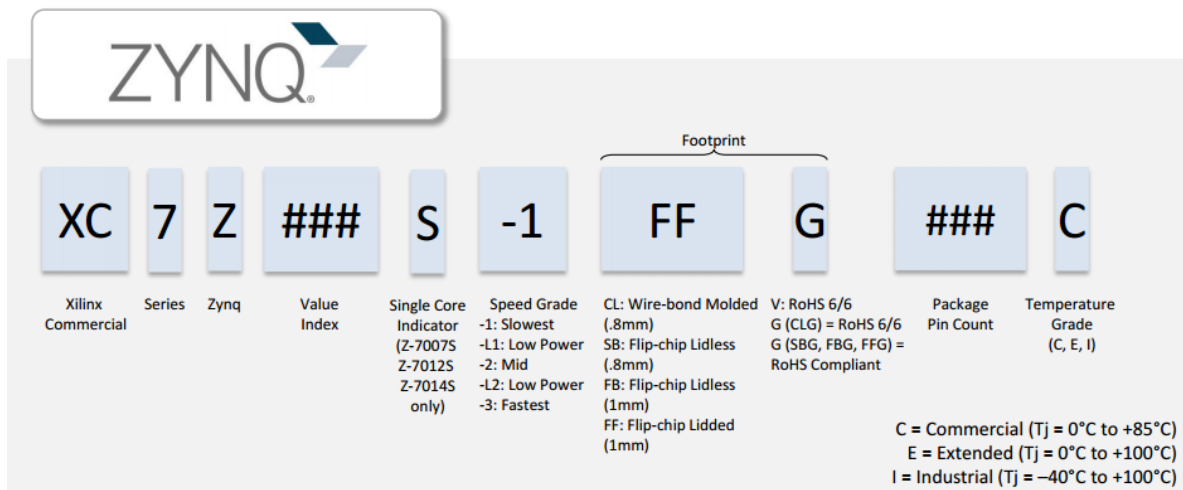 ZYNQ®
Footprint
XC 7 Z ### S -1 FF G ### C
Xilinx
Commercial
Series
Zynq
Value
Index
Single Core
Indicator
(Z-7007S
Z-7012S
Z-7014S
only)
Speed Grade
-1: Slowest
-L1: Low Power
-2: Mid
-L2: Low Power
-3: Fastest
CL: Wire-bond Molded
(.8mm)
SB: Flip-chip Lidless
(.8mm)
FB: Flip-chip Lidless
(1mm)
FF: Flip-chip Lidded
(1mm)
V: RoHS 6/6
G (CLG) = RoHS 6/6
G (SBG, FBG, FFG) =
RoHS Compliant
Package
Pin Count
Temperature
Grade
(C, E, I)
C = Commercial (Tj = 0°C to +85°C)
E = Extended (Tj = 0°C to +100°C)
I = Industrial (Tj = –40°C to +100°C)